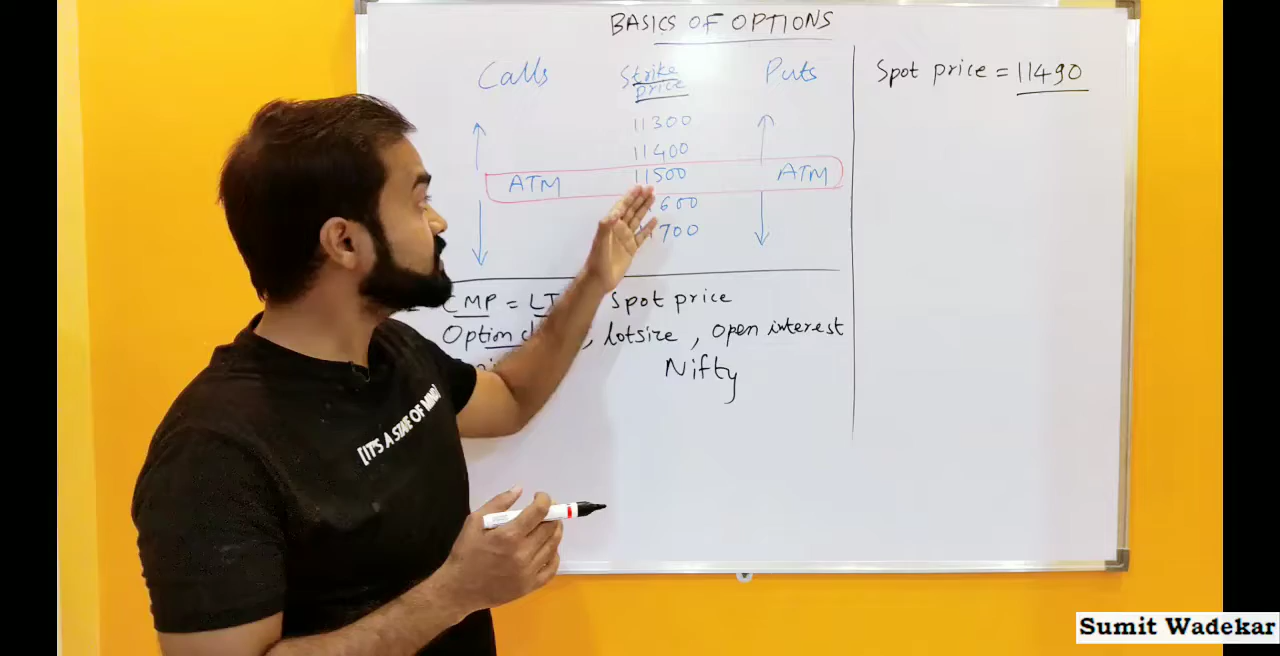 BASICS OF OPTIONS
Calls Strike price Puts
11300
11400
ATM 11500 ATM
600
700
CMP = LT Spot price
Option , lotsize , open interest
Nifty
Spot price = 11490
[IT'S A STATE OF MIND]
Sumit Wadekar